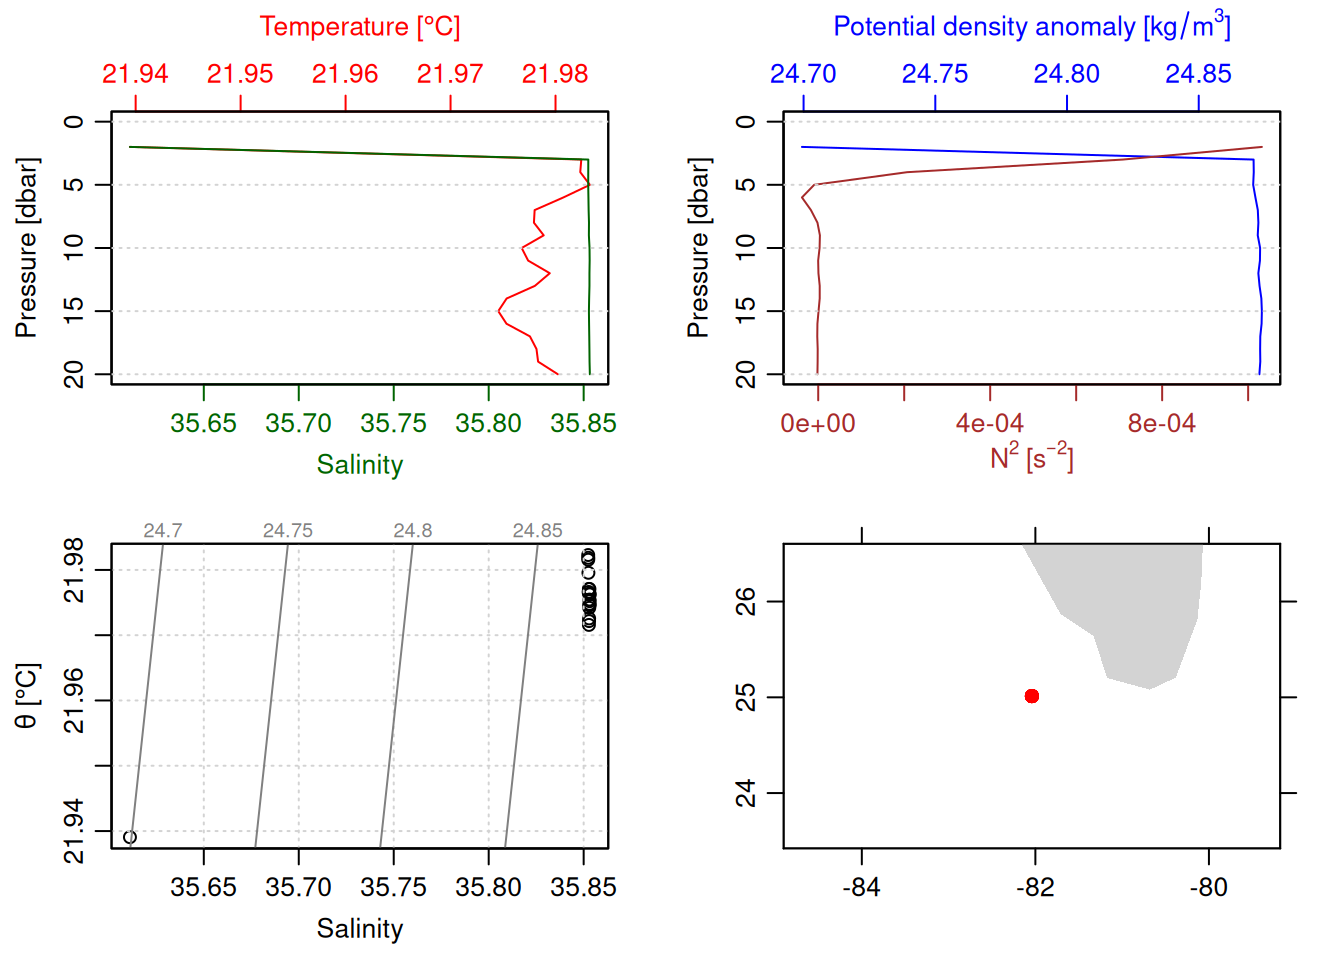 Temperature [°C]
21.94 21.95 21.96 21.97 21.98
Pressure [dbar]
0
5
10
15
20
35.65 35.70 35.75 35.80 35.85
Salinity
Potential density anomaly [kg/m³]
24.70 24.75 24.80 24.85
Pressure [dbar]
0
5
10
15
20
0e+00 4e-04 8e-04
N² [s⁻²]
24.7 24.75 24.8 24.85
θ [°C]
21.98
21.96
21.94
35.65 35.70 35.75 35.80 35.85
Salinity
26
25
24
-84 -82 -80